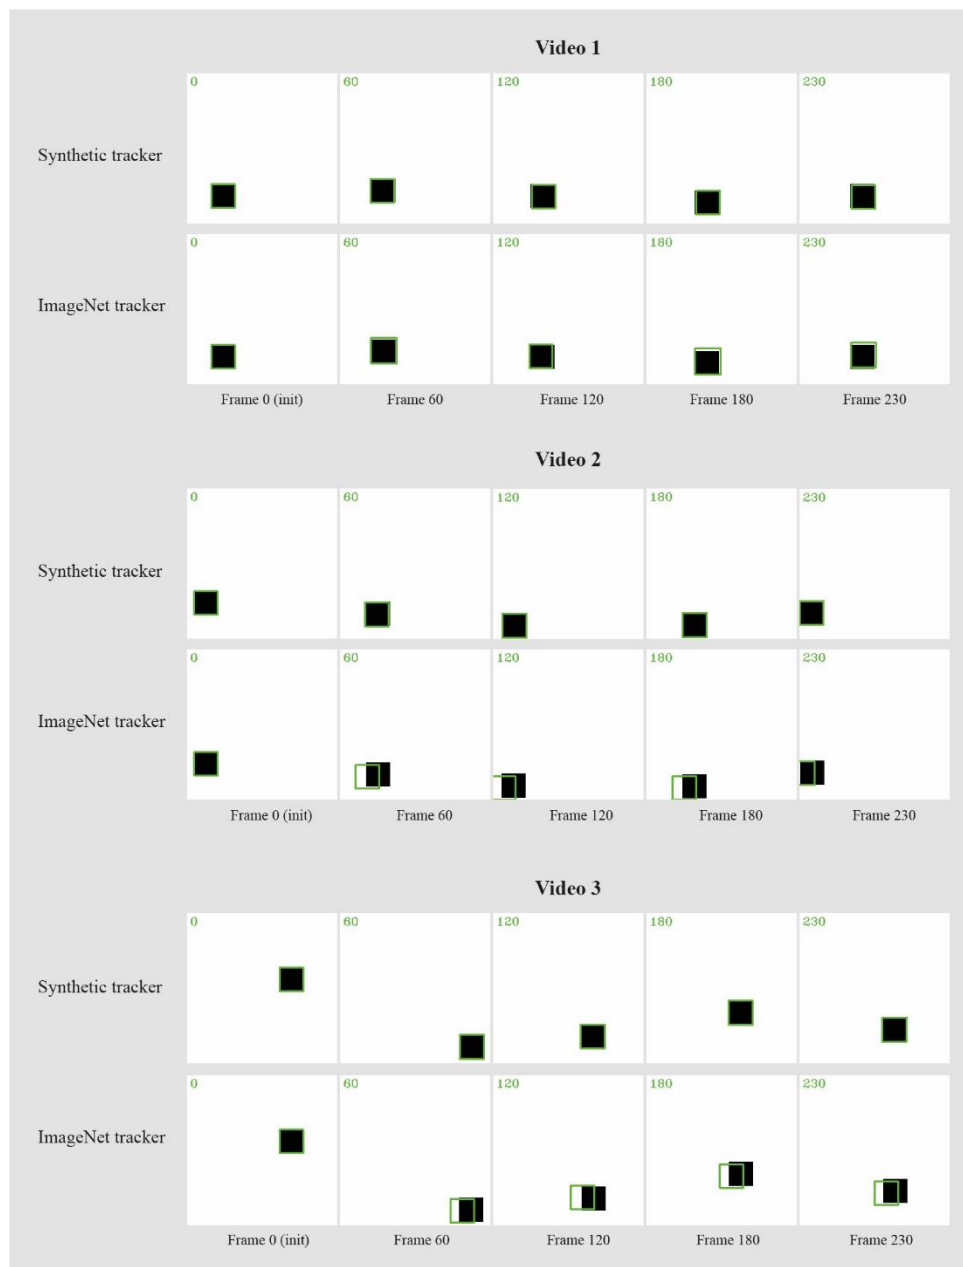 Video 1
0 60 120 180 230
Synthetic tracker
0 60 120 180 230
ImageNet tracker
Frame 0 (init) Frame 60 Frame 120 Frame 180 Frame 230
Video 2
0 60 120 180 230
Synthetic tracker
0 60 120 180 230
ImageNet tracker
Frame 0 (init) Frame 60 Frame 120 Frame 180 Frame 230
Video 3
0 60 120 180 230
Synthetic tracker
0 60 120 180 230
ImageNet tracker
Frame 0 (init) Frame 60 Frame 120 Frame 180 Frame 230